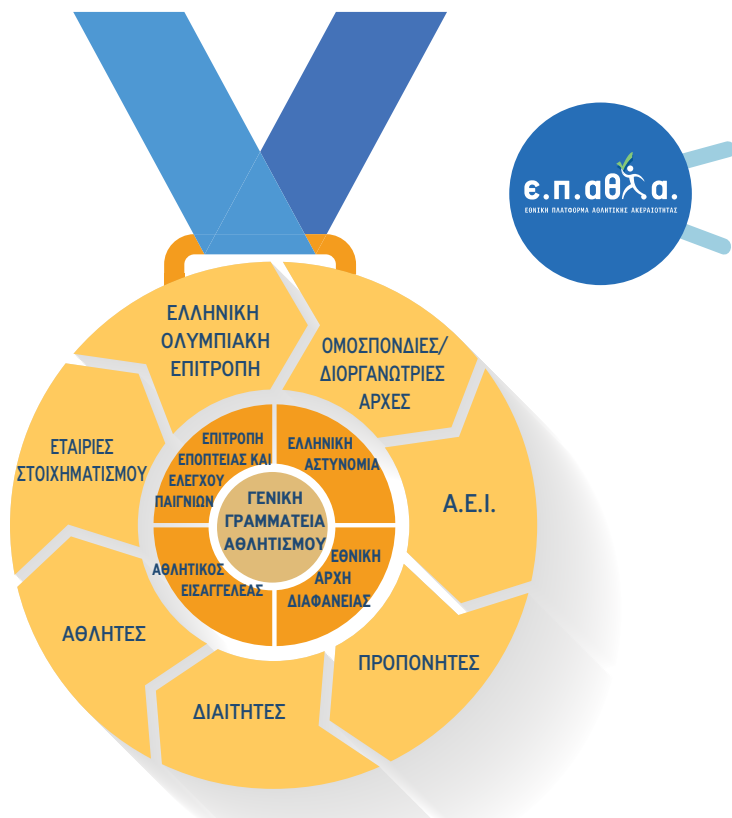 ε.π.αθλα.
ΕΘΝΙΚΗ ΠΛΑΤΦΟΡΜΑ ΑΘΛΗΤΙΚΗΣ ΑΚΕΡΑΙΟΤΗΤΑΣ
ΕΛΛΗΝΙΚΗ
ΟΛΥΜΠΙΑΚΗ
ΕΠΙΤΡΟΠΗ
ΟΜΟΣΠΟΝΔΙΕΣ/
ΔΙΟΡΓΑΝΩΤΡΙΕΣ
ΑΡΧΕΣ
Α.Ε.Ι.
ΠΡΟΠΟΝΗΤΕΣ
ΔΙΑΙΤΗΤΕΣ
ΑΘΛΗΤΕΣ
ΕΤΑΙΡΙΕΣ
ΣΤΟΙΧΗΜΑΤΙΣΜΟΥ
ΕΠΙΤΡΟΠΗ
ΕΠΟΠΤΕΙΑΣ ΚΑΙ
ΕΛΕΓΧΟΥ
ΠΑΙΓΝΙΩΝ
ΕΛΛΗΝΙΚΗ
ΑΣΤΥΝΟΜΙΑ
ΕΘΝΙΚΗ
ΑΡΧΗ
ΔΙΑΦΑΝΕΙΑΣ
ΑΘΛΗΤΙΚΟΣ
ΕΙΣΑΓΓΕΛΕΑΣ
ΓΕΝΙΚΗ
ΓΡΑΜΜΑΤΕΙΑ
ΑΘΛΗΤΙΣΜΟΥ